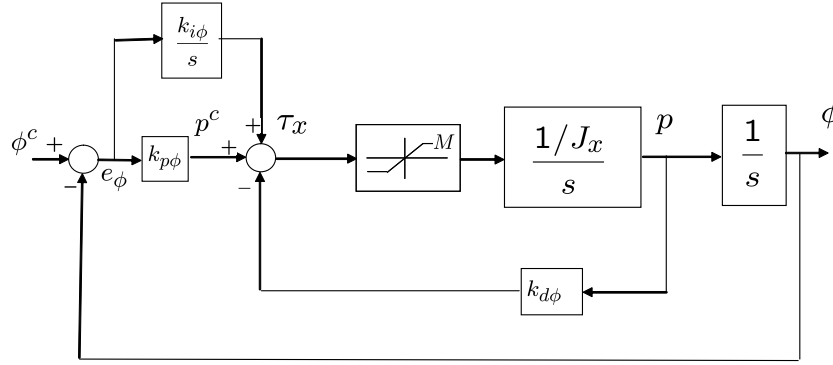 k_{iφ}
s
φ^c +
p^c
+
τ_x
+
k_{pφ}
e_φ
−
−
M
1/J_x
s
p
1
s
φ
k_{dφ}